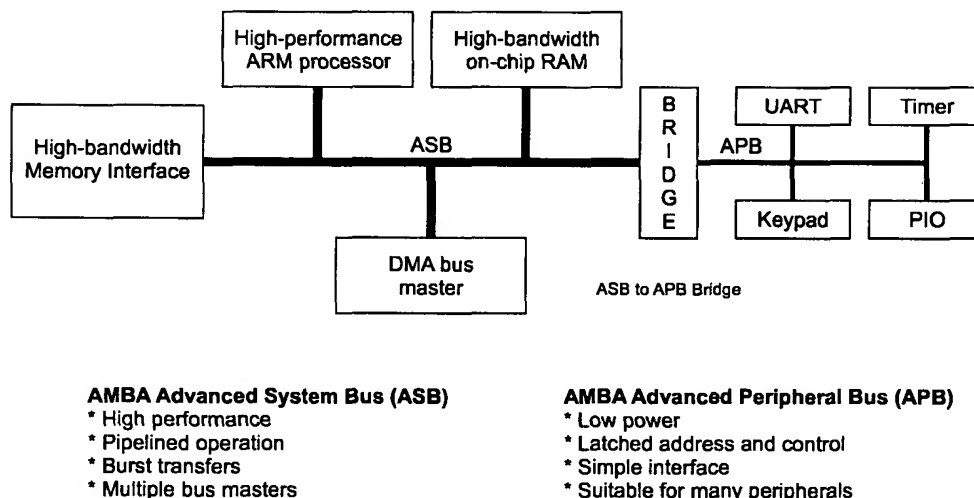 High-performance
ARM processor
High-bandwidth
on-chip RAM
High-bandwidth
Memory Interface
ASB
B
R
I
D
G
E
APB
UART
Timer
Keypad
PIO
DMA bus
master
ASB to APB Bridge
AMBA Advanced System Bus (ASB)
* High performance
* Pipelined operation
* Burst transfers
* Multiple bus masters
AMBA Advanced Peripheral Bus (APB)
* Low power
* Latched address and control
* Simple interface
* Suitable for many peripherals